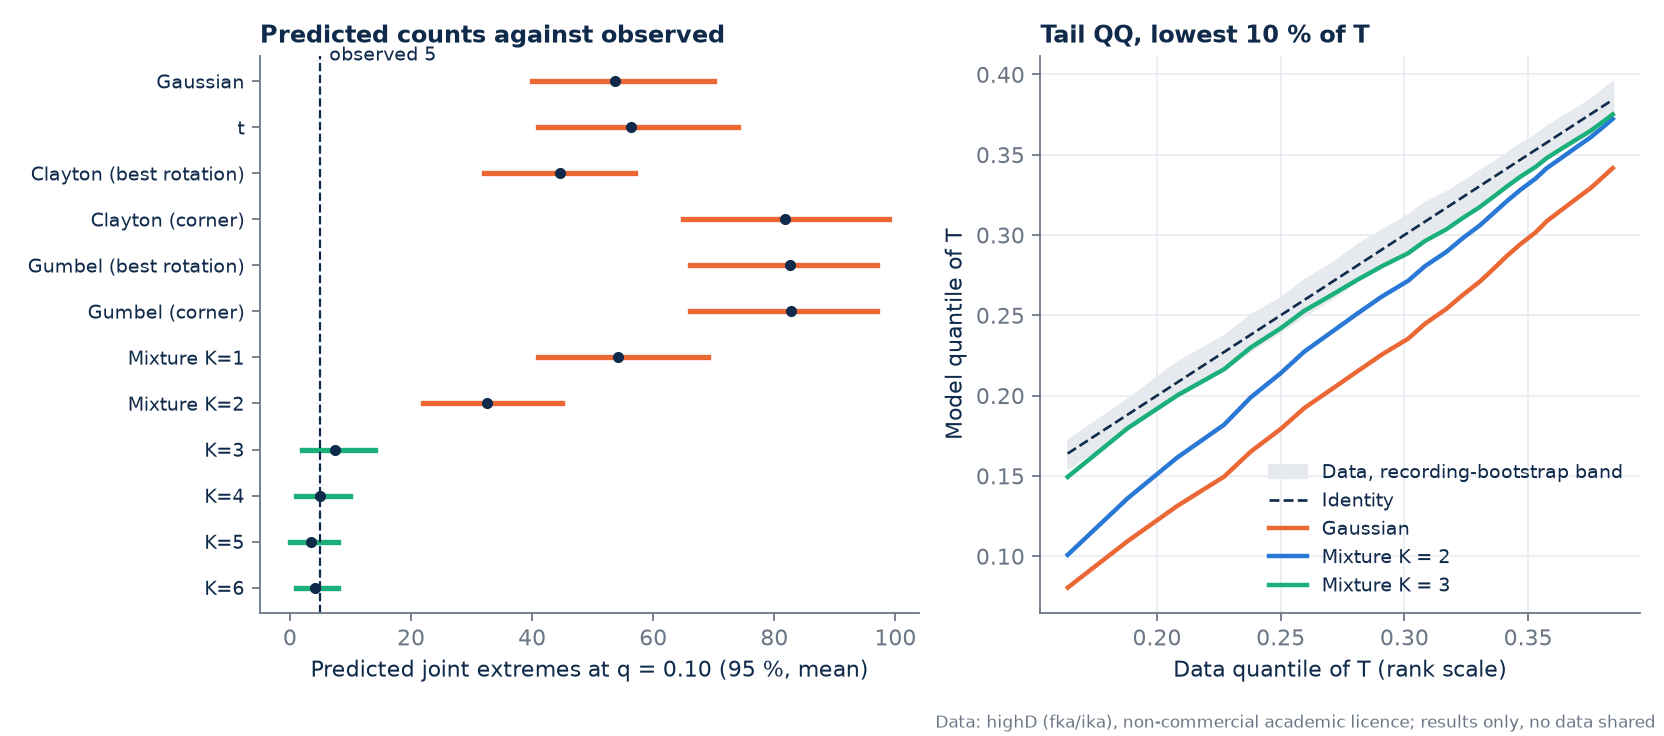 Predicted counts against observed
observed 5
Gaussian
t
Clayton (best rotation)
Clayton (corner)
Gumbel (best rotation)
Gumbel (corner)
Mixture K=1
Mixture K=2
K=3
K=4
K=5
K=6
0 20 40 60 80 100
Predicted joint extremes at q = 0.10 (95 %, mean)
Tail QQ, lowest 10 % of T
Model quantile of T
0.40
0.35
0.30
0.25
0.20
0.15
0.10
Data, recording-bootstrap band
Identity
Gaussian
Mixture K = 2
Mixture K = 3
0.20 0.25 0.30 0.35
Data quantile of T (rank scale)
Data: highD (fka/ika), non-commercial academic licence; results only, no data shared